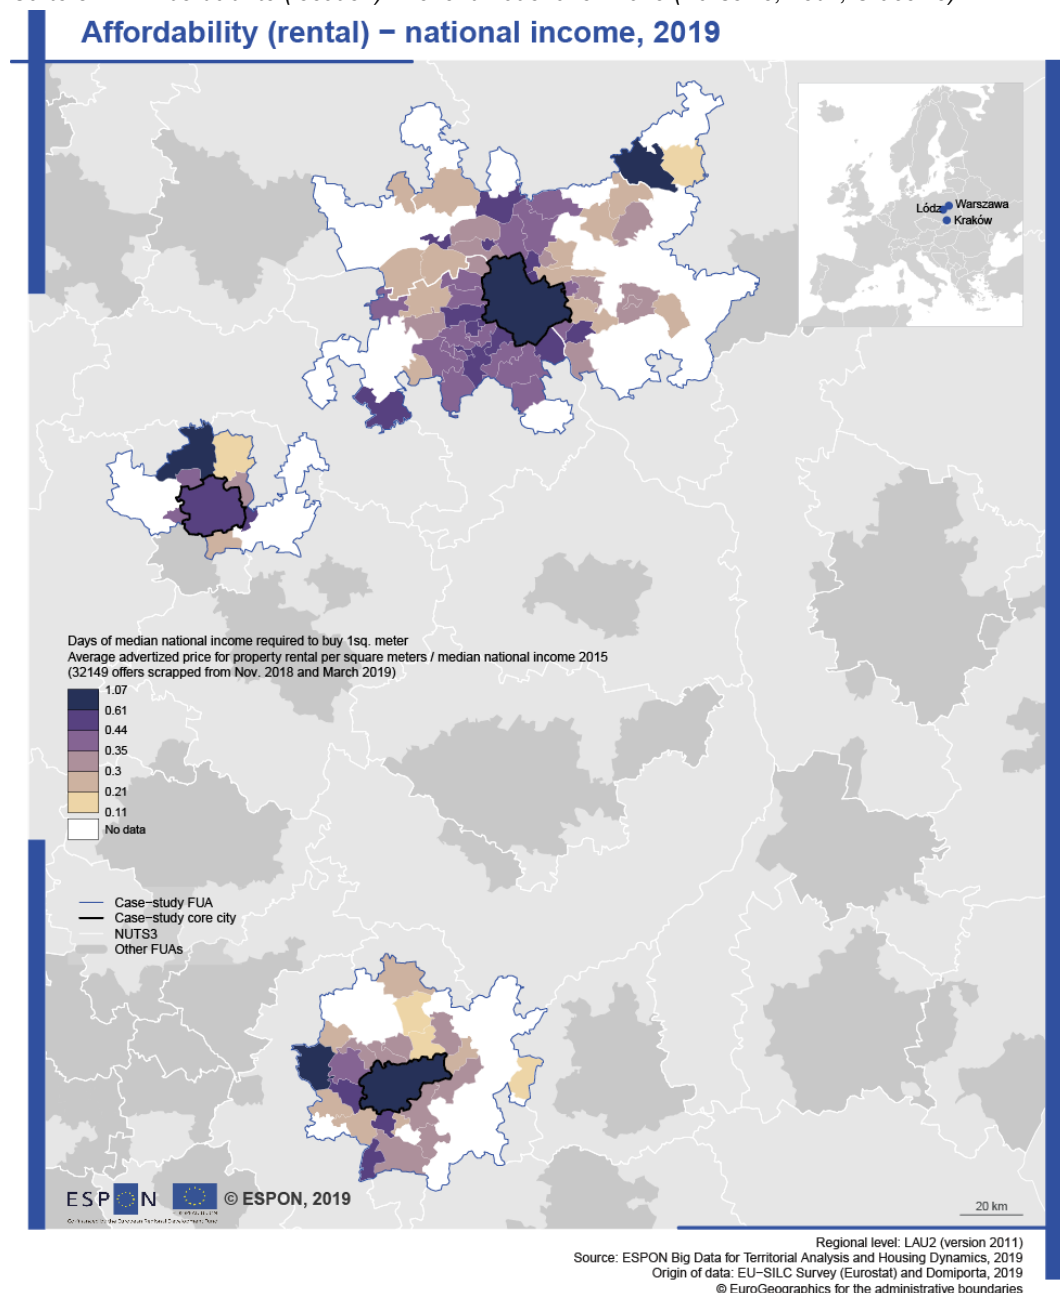 Affordability (rental) − national income, 2019
Lódz
Warszawa
Kraków
Days of median national income required to buy 1sq. meter
Average advertized price for property rental per square meters / median national income 2015
(32149 offers scrapped from Nov. 2018 and March 2019)
1.07
0.61
0.44
0.35
0.3
0.21
0.11
No data
Case−study FUA
Case−study core city
NUTS3
Other FUAs
ESPON
© ESPON, 2019
20 km
Regional level: LAU2 (version 2011)
Source: ESPON Big Data for Territorial Analysis and Housing Dynamics, 2019
Origin of data: EU−SILC Survey (Eurostat) and Domiporta, 2019
© EuroGeographics for the administrative boundaries